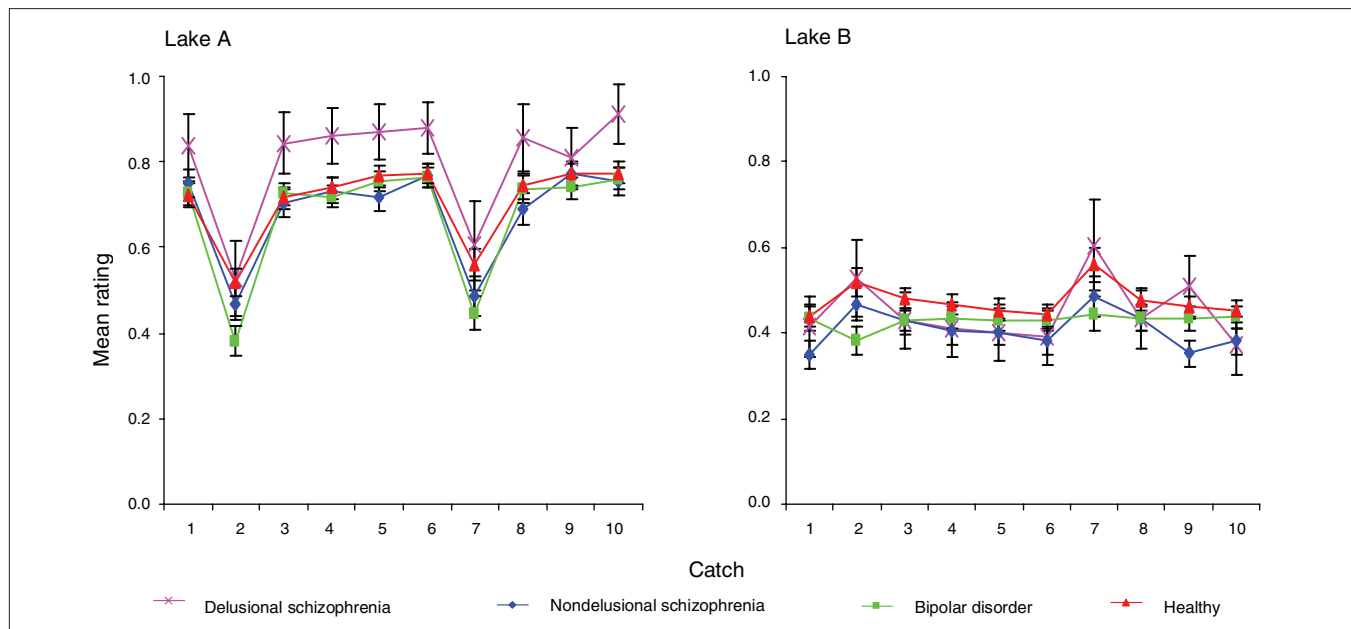 Lake A
Lake B
1.0
0.8
0.6
0.4
0.2
0.0
Mean rating
1 2 3 4 5 6 7 8 9 10
1.0
0.8
0.6
0.4
0.2
0.0
1 2 3 4 5 6 7 8 9 10
Catch
Delusional schizophrenia Nondelusional schizophrenia Bipolar disorder Healthy